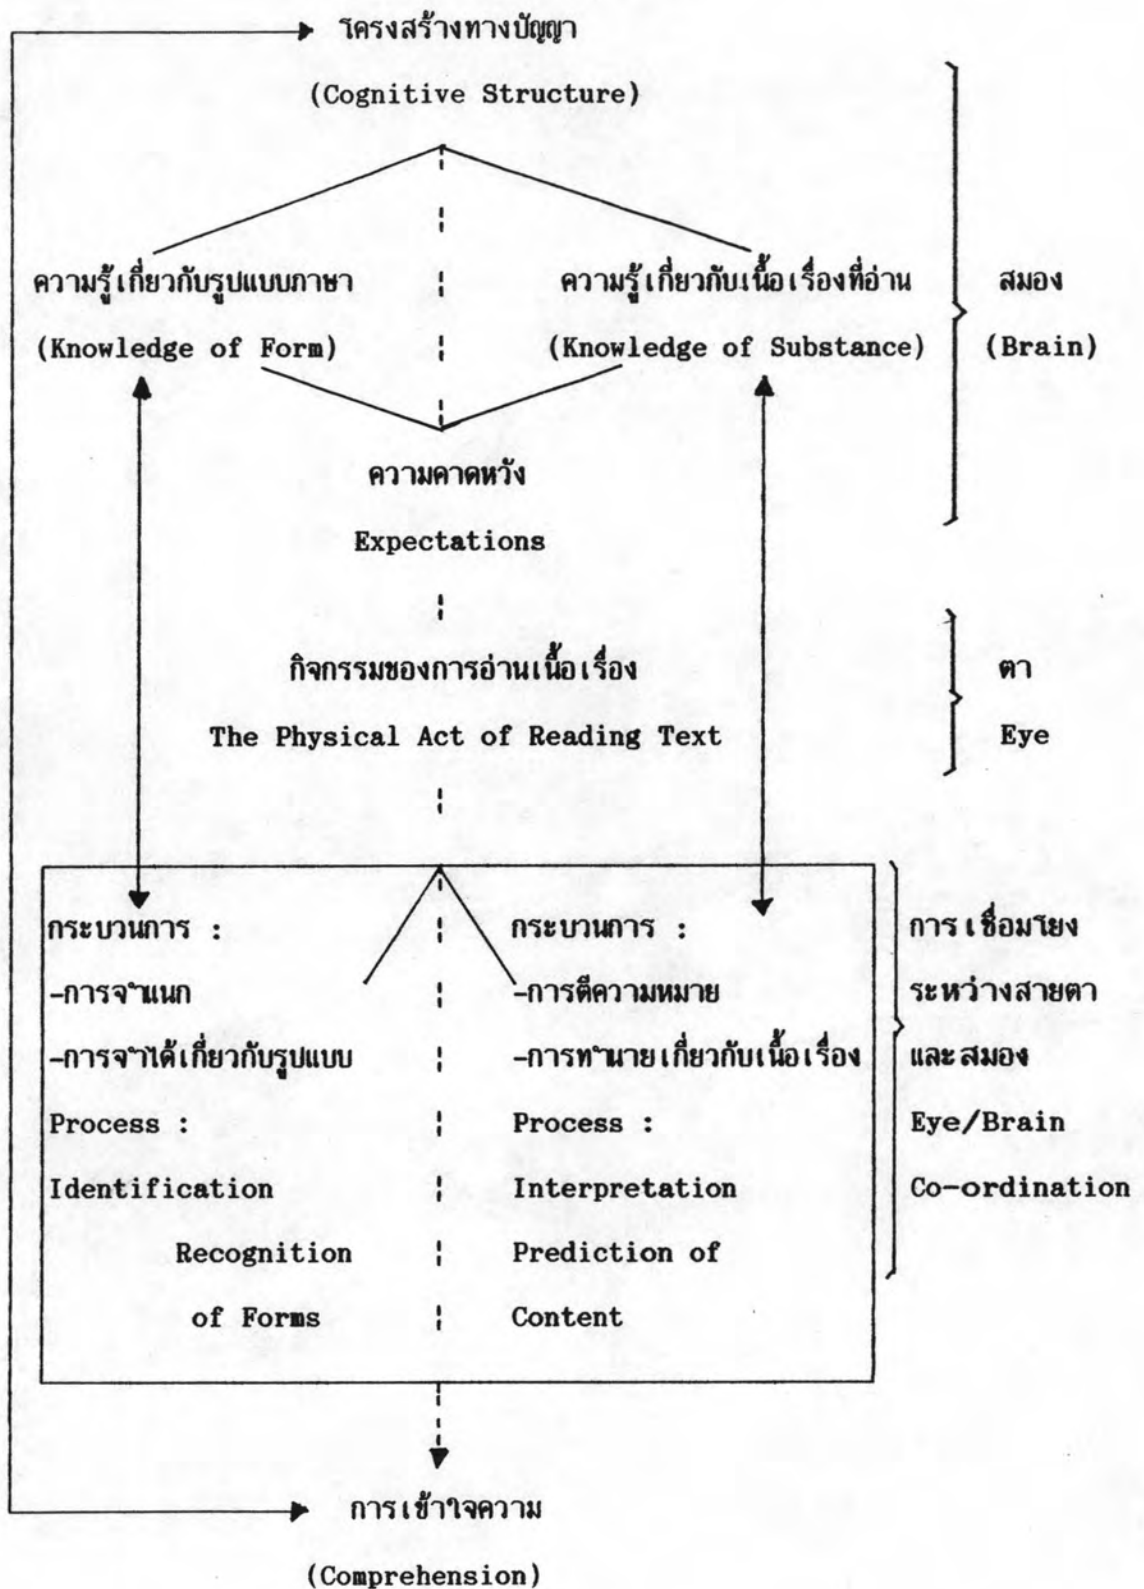 โครงสร้างทางปัญญา
(Cognitive Structure)
ความรู้เกี่ยวกับรูปแบบภาษา
(Knowledge of Form)
ความรู้เกี่ยวกับเนื้อเรื่องที่อ่าน
(Knowledge of Substance)
สมอง
(Brain)
ความคาดหวัง
Expectations
กิจกรรมของการอ่านเนื้อเรื่อง
The Physical Act of Reading Text
ตา
Eye
กระบวนการ :
-การจำแนก
-การจำได้เกี่ยวกับรูปแบบ
Process :
Identification
Recognition
of Forms
กระบวนการ :
-การตีความหมาย
-การทำนายเกี่ยวกับเนื้อเรื่อง
Process :
Interpretation
Prediction of
Content
การเชื่อมโยง
ระหว่างสายตา
และสมอง
Eye/Brain
Co-ordination
การเข้าใจความ
(Comprehension)